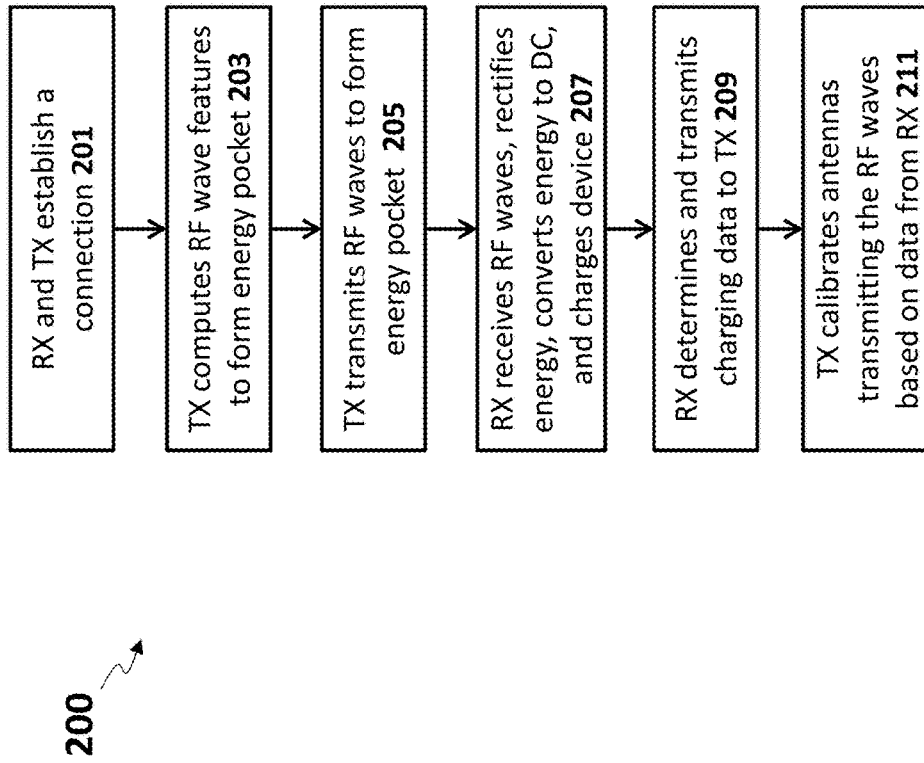 200
RX and TX establish a
connection 201
TX computes RF wave features
to form energy pocket 203
TX transmits RF waves to form
energy pocket 205
RX receives RF waves, rectifies
energy, converts energy to DC,
and charges device 207
RX determines and transmits
charging data to TX 209
TX calibrates antennas
transmitting the RF waves
based on data from RX 211